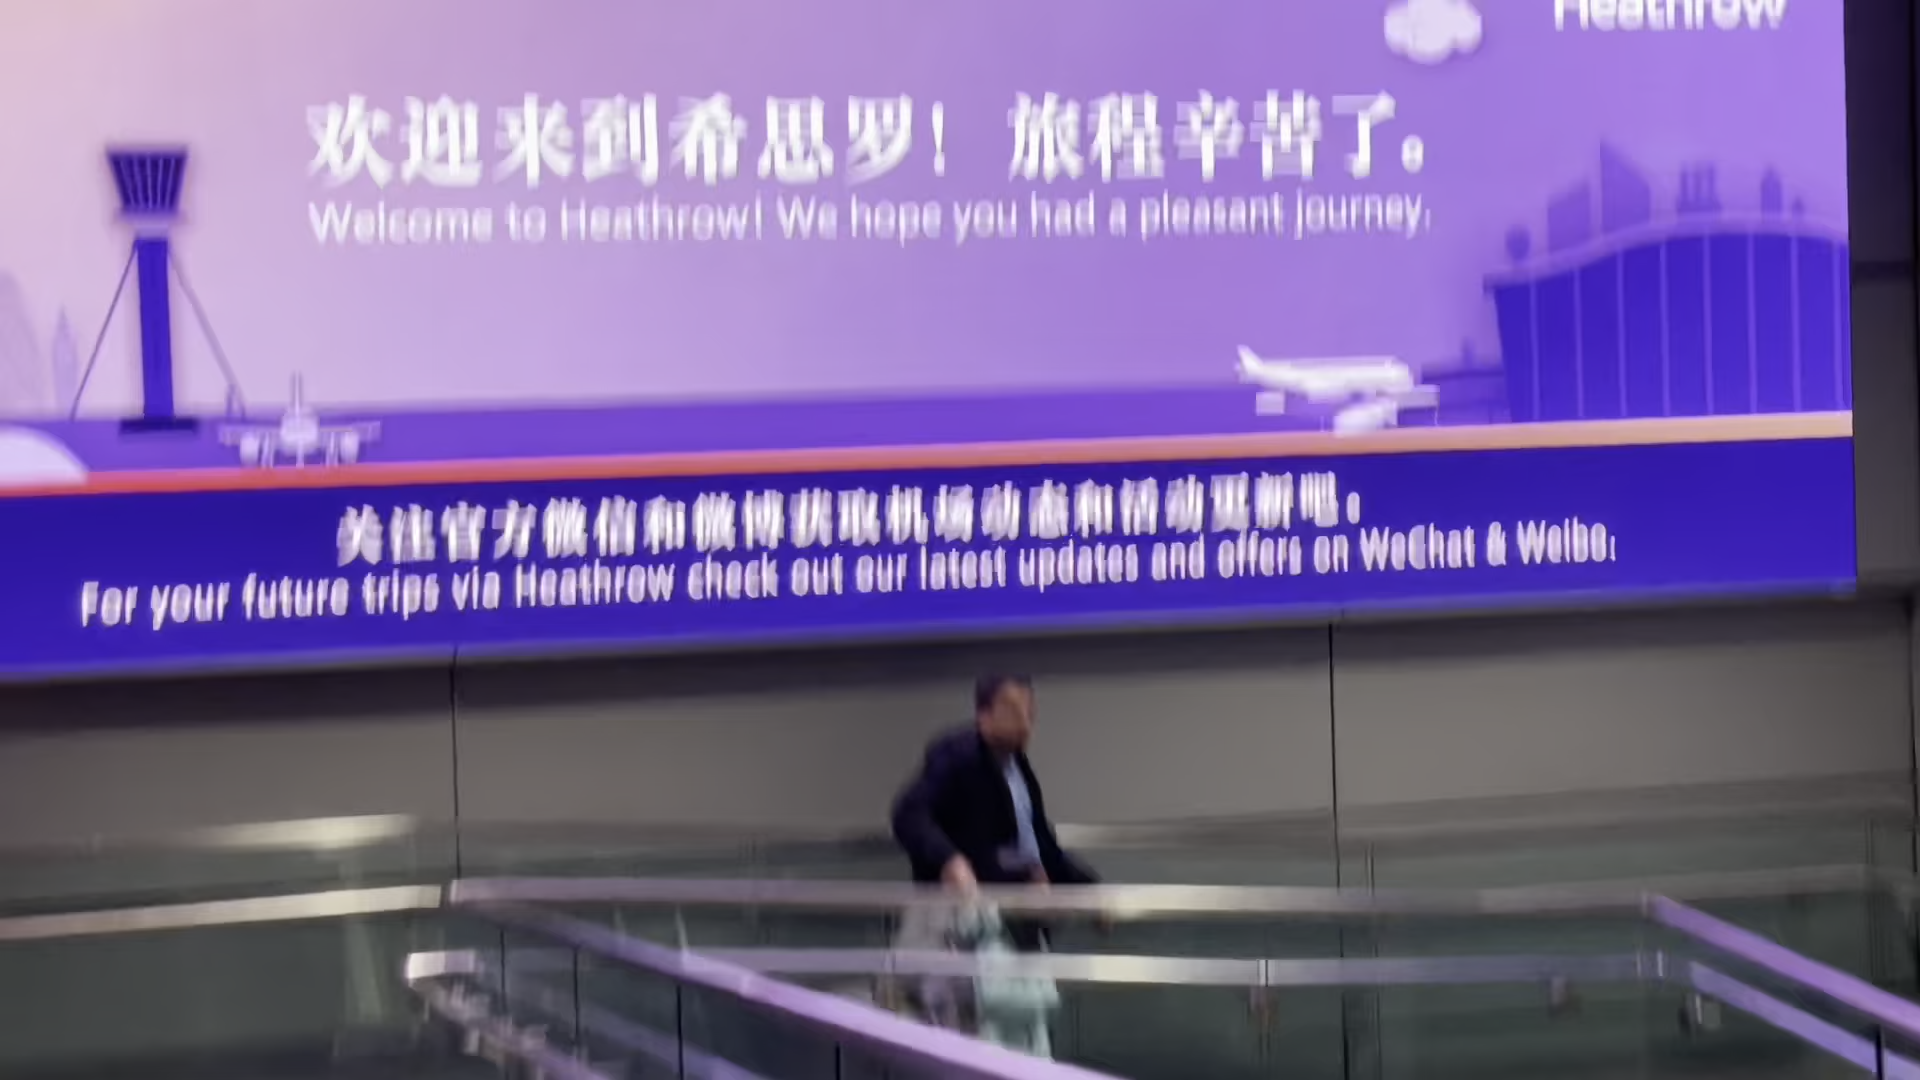 Heathrow
欢迎来到希思罗! 旅程辛苦了。
Welcome to Heathrow! We hope you had a pleasant journey.
关注官方微信和微博获取机场动态和活动更新吧。
For your future trips via Heathrow check out our latest updates and offers on WeChat & Weibo.